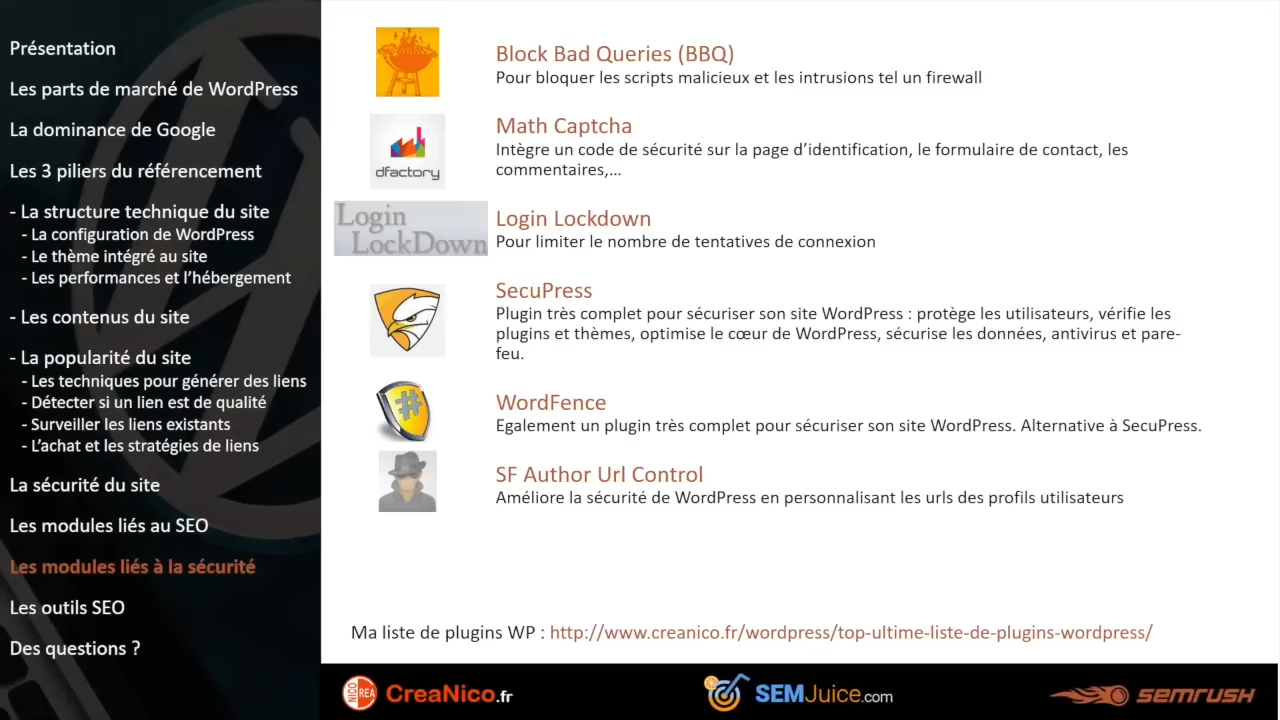 Présentation
Les parts de marché de WordPress
La dominance de Google
Les 3 piliers du référencement
- La structure technique du site
- La configuration de WordPress
- Le thème intégré au site
- Les performances et l'hébergement
- Les contenus du site
- La popularité du site
- Les techniques pour générer des liens
- Détecter si un lien est de qualité
- Surveiller les liens existants
- L'achat et les stratégies de liens
La sécurité du site
Les modules liés au SEO
Les modules liés à la sécurité
Les outils SEO
Des questions ?
Block Bad Queries (BBQ)
Pour bloquer les scripts malicieux et les intrusions tel un firewall
dfactory
Math Captcha
Intègre un code de sécurité sur la page d'identification, le formulaire de contact, les
commentaires,...
Login
LockDown
Login Lockdown
Pour limiter le nombre de tentatives de connexion
SecuPress
Plugin très complet pour sécuriser son site WordPress : protège les utilisateurs, vérifie les
plugins et thèmes, optimise le cœur de WordPress, sécurise les données, antivirus et pare-
feu.
#
WordFence
Egalement un plugin très complet pour sécuriser son site WordPress. Alternative à SecuPress.
SF Author Url Control
Améliore la sécurité de WordPress en personnalisant les urls des profils utilisateurs
Ma liste de plugins WP : http://www.creanico.fr/wordpress/top-ultime-liste-de-plugins-wordpress/
NICO CREA CreaNico.fr
SEMJuice.com
semrush